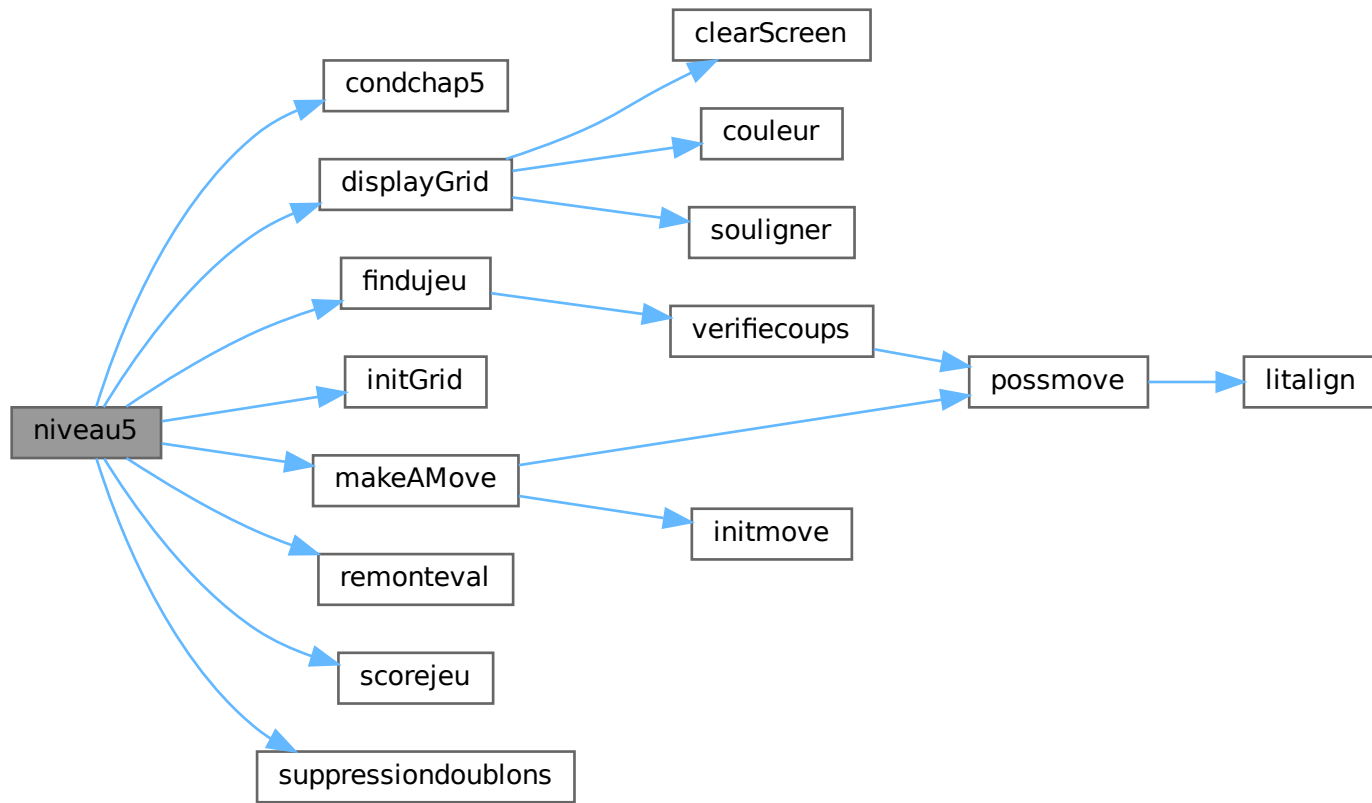 niveau5
condchap5
displayGrid
clearScreen
couleur
souligner
findujeu
verifiecoups
possmove
litalign
initGrid
makeAMove
initmove
remonteval
scorejeu
suppressiondoublons